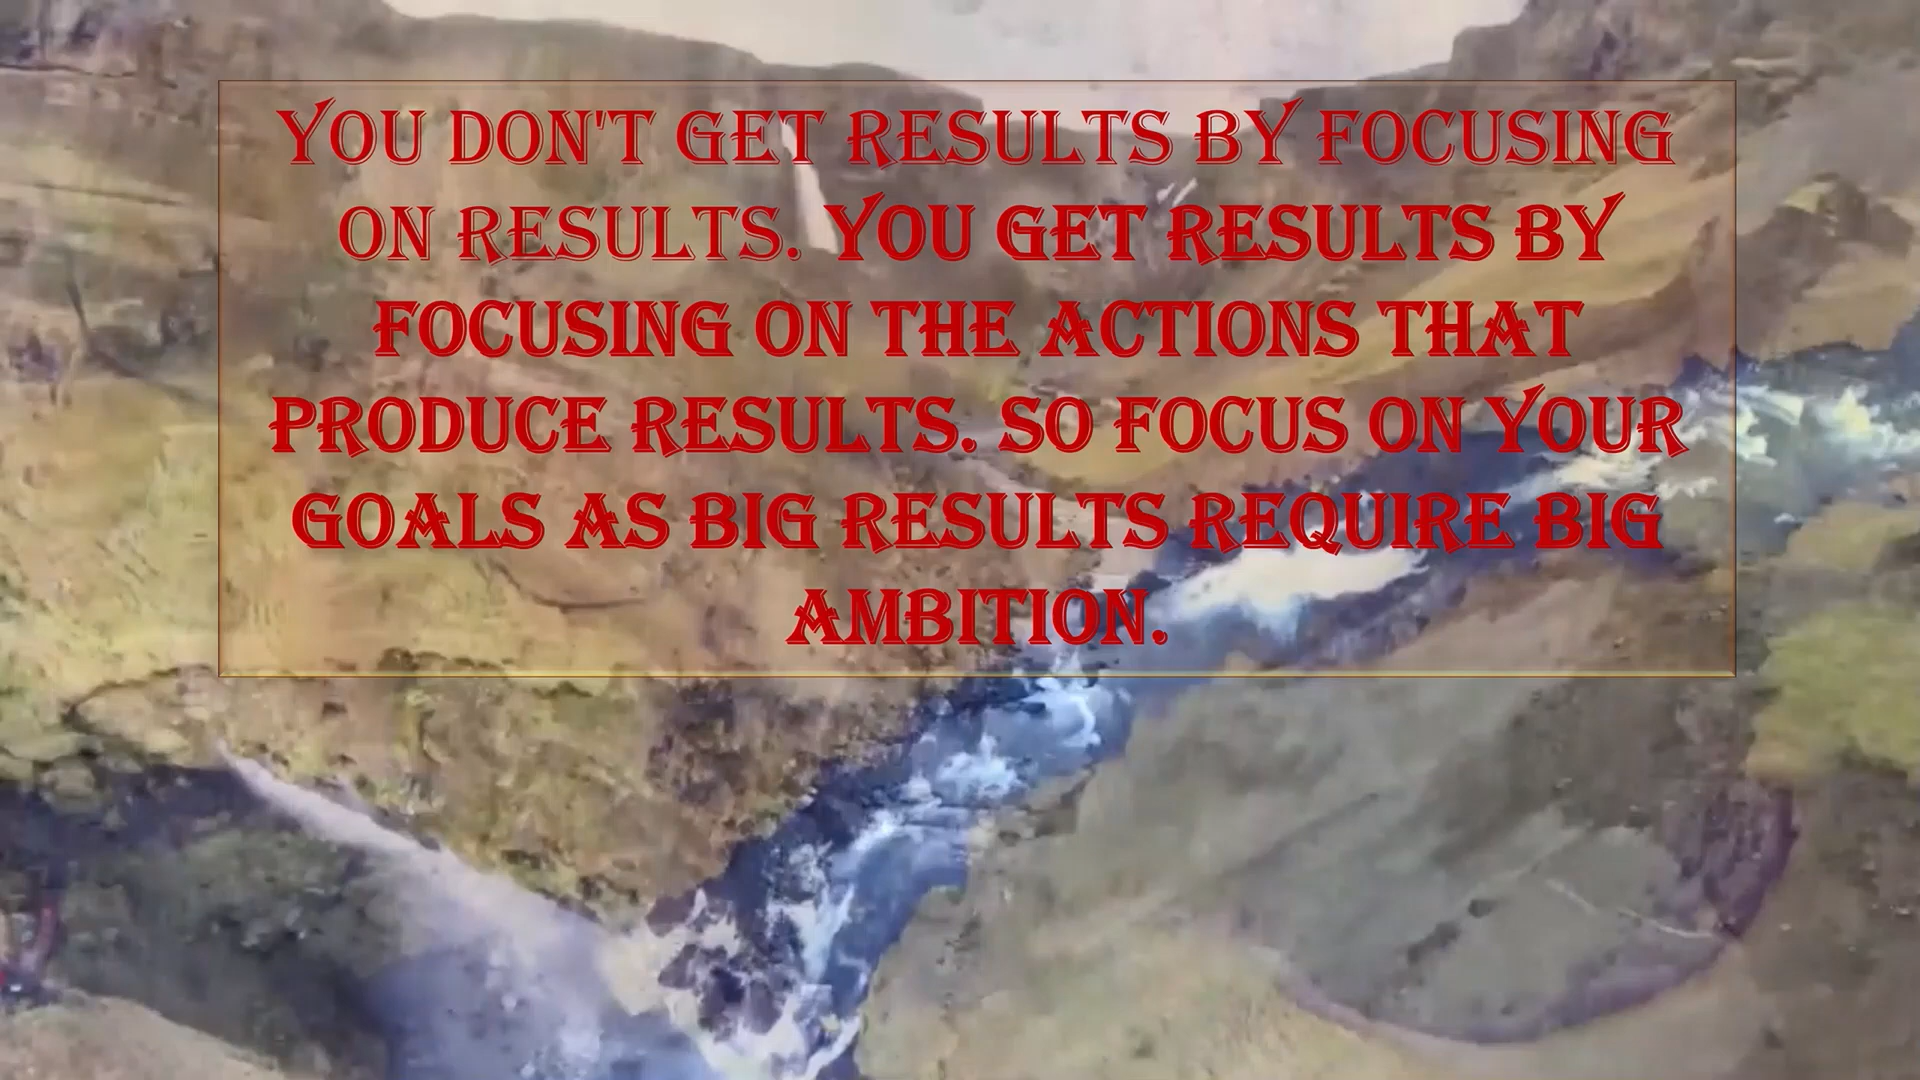 YOU DON'T GET RESULTS BY FOCUSING
ON RESULTS. YOU GET RESULTS BY
FOCUSING ON THE ACTIONS THAT
PRODUCE RESULTS. SO FOCUS ON YOUR
GOALS AS BIG RESULTS REQUIRE BIG
AMBITION.